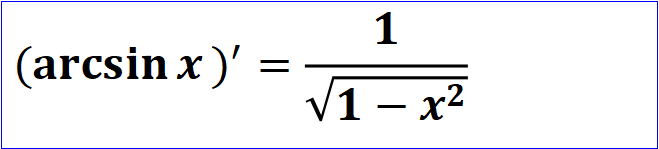 (arcsin x)′ = 1/√(1 − x²)